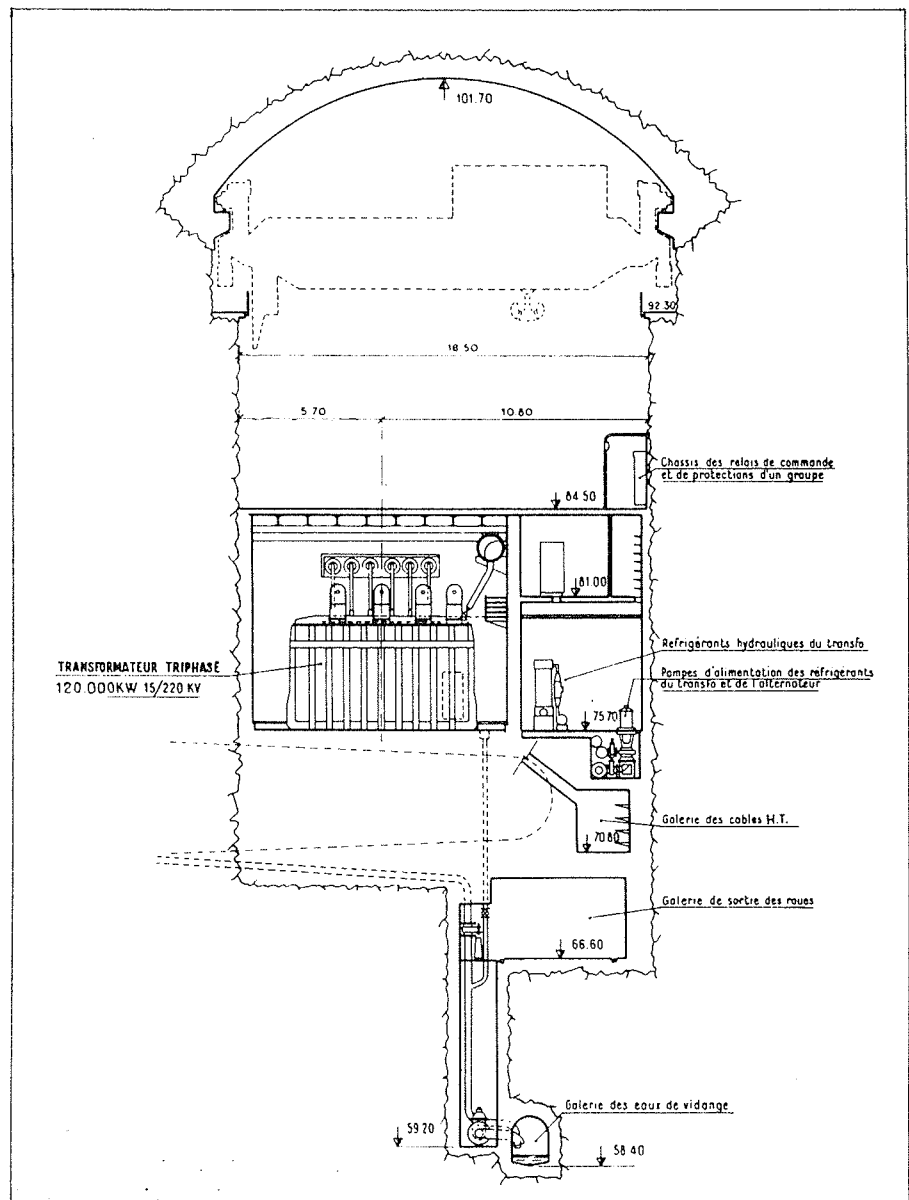 101.70
92.30
18.50
5.70
10.80
Chassis des relais de commande
et de protections d'un groupe
84.50
81.00
Réfrigérants hydrauliques du transfo
TRANSFORMATEUR TRIPHASÉ
120.000KW 15/220 KV
Pompes d'alimentation des réfrigérants
du transfo et de l'alternateur
75.70
Galerie des cables H.T.
70.80
Galerie de sortie des roues
66.60
Galerie des eaux de vidange
59.20
58.40